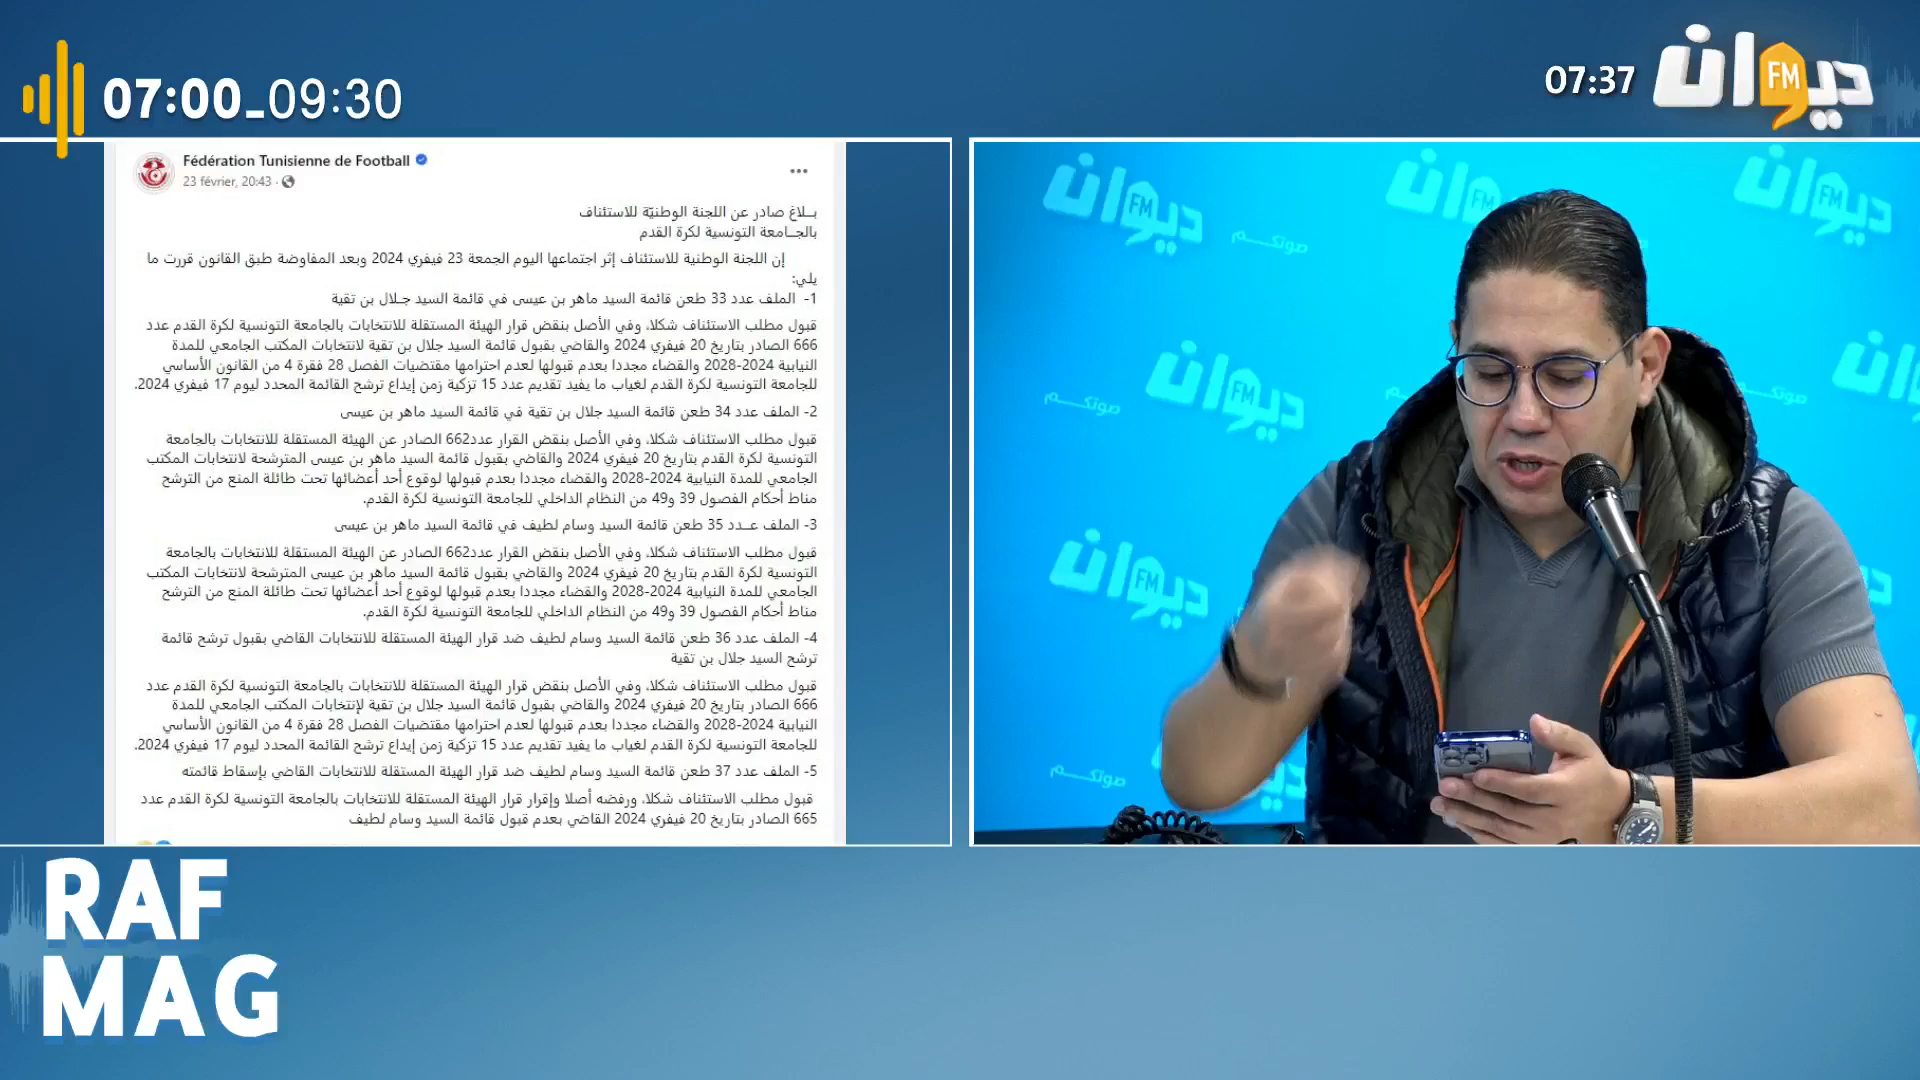 07:00_09:30
07:37
ديوان FM
Fédération Tunisienne de Football
23 février, 20:43
بــلاغ صادر عن اللجنة الوطنيّة للاستئناف
بالجــامعة التونسية لكرة القدم
إن اللجنة الوطنية للاستئناف إثر اجتماعها اليوم الجمعة 23 فيفري 2024 وبعد المفاوضة طبق القانون قررت ما
يلي:
1- الملف عدد 33 طعن قائمة السيد ماهر بن عيسى في قائمة السيد جـلال بن تقية
قبول مطلب الاستئناف شكلا، وفي الأصل بنقض قرار الهيئة المستقلة للانتخابات بالجامعة التونسية لكرة القدم عدد
666 الصادر بتاريخ 20 فيفري 2024 والقاضي بقبول قائمة السيد جلال بن تقية لانتخابات المكتب الجامعي للمدة
النيابية 2024-2028 والقضاء مجددا بعدم قبولها لعدم احترامها مقتضيات الفصل 28 فقرة 4 من القانون الأساسي
للجامعة التونسية لكرة القدم لغياب ما يفيد تقديم عدد 15 تزكية زمن إيداع ترشح القائمة المحدد ليوم 17 فيفري 2024.
2- الملف عدد 34 طعن قائمة السيد جلال بن تقية في قائمة السيد ماهر بن عيسى
قبول مطلب الاستئناف شكلا، وفي الأصل بنقض القرار عدد662 الصادر عن الهيئة المستقلة للانتخابات بالجامعة
التونسية لكرة القدم بتاريخ 20 فيفري 2024 والقاضي بقبول قائمة السيد ماهر بن عيسى المترشحة لانتخابات المكتب
الجامعي للمدة النيابية 2024-2028 والقضاء مجددا بعدم قبولها لوقوع أحد أعضائها تحت طائلة المنع من الترشح
مناط أحكام الفصول 39 و49 من النظام الداخلي للجامعة التونسية لكرة القدم.
3- الملف عــدد 35 طعن قائمة السيد وسام لطيف في قائمة السيد ماهر بن عيسى
قبول مطلب الاستئناف شكلا، وفي الأصل بنقض القرار عدد662 الصادر عن الهيئة المستقلة للانتخابات بالجامعة
التونسية لكرة القدم بتاريخ 20 فيفري 2024 والقاضي بقبول قائمة السيد ماهر بن عيسى المترشحة لانتخابات المكتب
الجامعي للمدة النيابية 2024-2028 والقضاء مجددا بعدم قبولها لوقوع أحد أعضائها تحت طائلة المنع من الترشح
مناط أحكام الفصول 39 و49 من النظام الداخلي للجامعة التونسية لكرة القدم.
4- الملف عدد 36 طعن قائمة السيد وسام لطيف ضد قرار الهيئة المستقلة للانتخابات القاضي بقبول ترشح قائمة
ترشح السيد جلال بن تقية
قبول مطلب الاستئناف شكلا، وفي الأصل بنقض قرار الهيئة المستقلة للانتخابات بالجامعة التونسية لكرة القدم عدد
666 الصادر بتاريخ 20 فيفري 2024 والقاضي بقبول قائمة السيد جلال بن تقية لإنتخابات المكتب الجامعي للمدة
النيابية 2024-2028 والقضاء مجددا بعدم قبولها لعدم احترامها مقتضيات الفصل 28 فقرة 4 من القانون الأساسي
للجامعة التونسية لكرة القدم لغياب ما يفيد تقديم عدد 15 تزكية زمن إيداع ترشح القائمة المحدد ليوم 17 فيفري 2024.
5- الملف عدد 37 طعن قائمة السيد وسام لطيف ضد قرار الهيئة المستقلة للانتخابات القاضي بإسقاط قائمته
قبول مطلب الاستئناف شكلا، ورفضه أصلا وإقرار قرار الهيئة المستقلة للانتخابات بالجامعة التونسية لكرة القدم عدد
665 الصادر بتاريخ 20 فيفري 2024 القاضي بعدم قبول قائمة السيد وسام لطيف
ديوان FM
صوتكم
ديوان FM
ديوان FM
ديوان FM
صوتكم
صوتكم
ديوان
ديوان FM
صوتكم
RAF
MAG